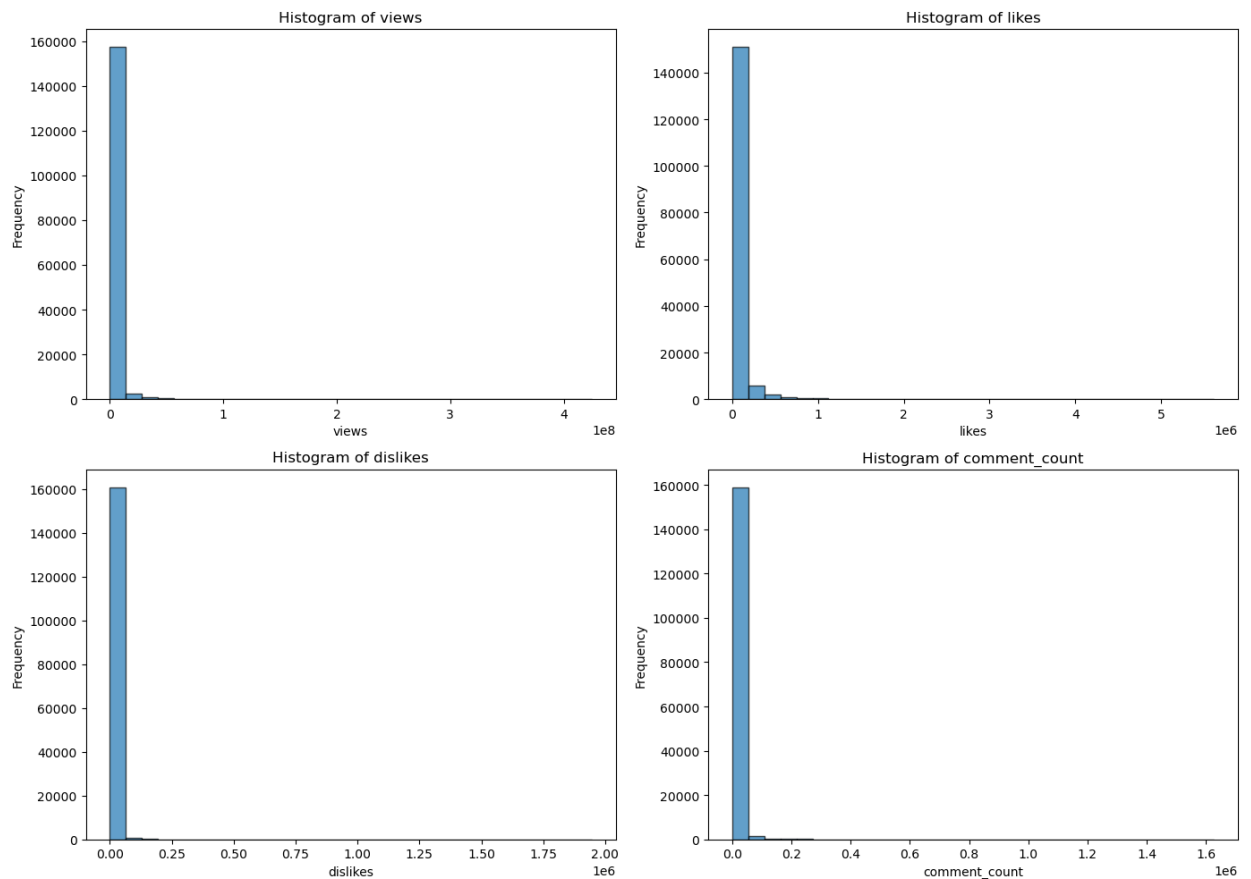 Histogram of views
160000
140000
120000
100000
80000
60000
40000
20000
0
Frequency
0 1 2 3 4
1e8
views
Histogram of likes
140000
120000
100000
80000
60000
40000
20000
0
Frequency
0 1 2 3 4 5
1e6
likes
Histogram of dislikes
160000
140000
120000
100000
80000
60000
40000
20000
0
Frequency
0.00 0.25 0.50 0.75 1.00 1.25 1.50 1.75 2.00
1e6
dislikes
Histogram of comment_count
160000
140000
120000
100000
80000
60000
40000
20000
0
Frequency
0.0 0.2 0.4 0.6 0.8 1.0 1.2 1.4 1.6
1e6
comment_count